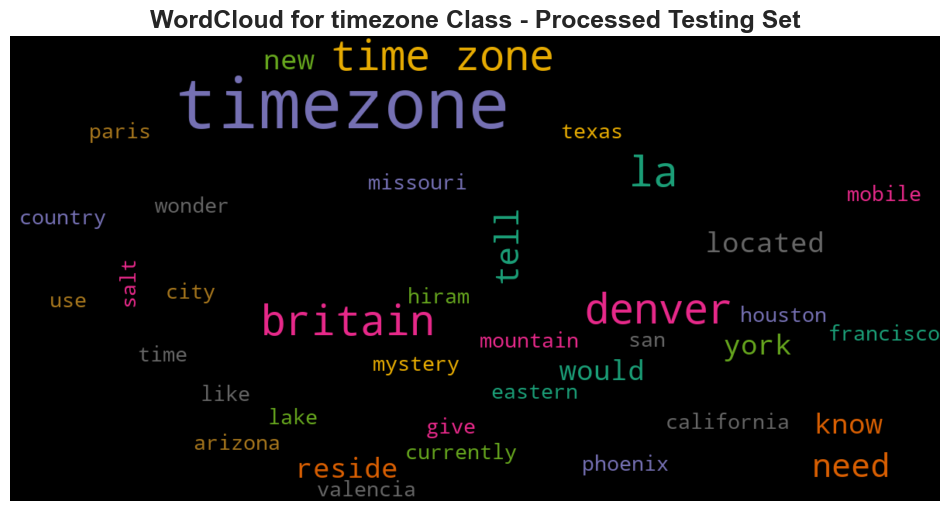 WordCloud for timezone Class - Processed Testing Set
new time zone
timezone
paris texas
la
missouri mobile
wonder
country
tell located
salt
use city hiram
britain denver houston
mountain san york francisco
time mystery would
like eastern
lake give california know
arizona currently
reside phoenix need
valencia